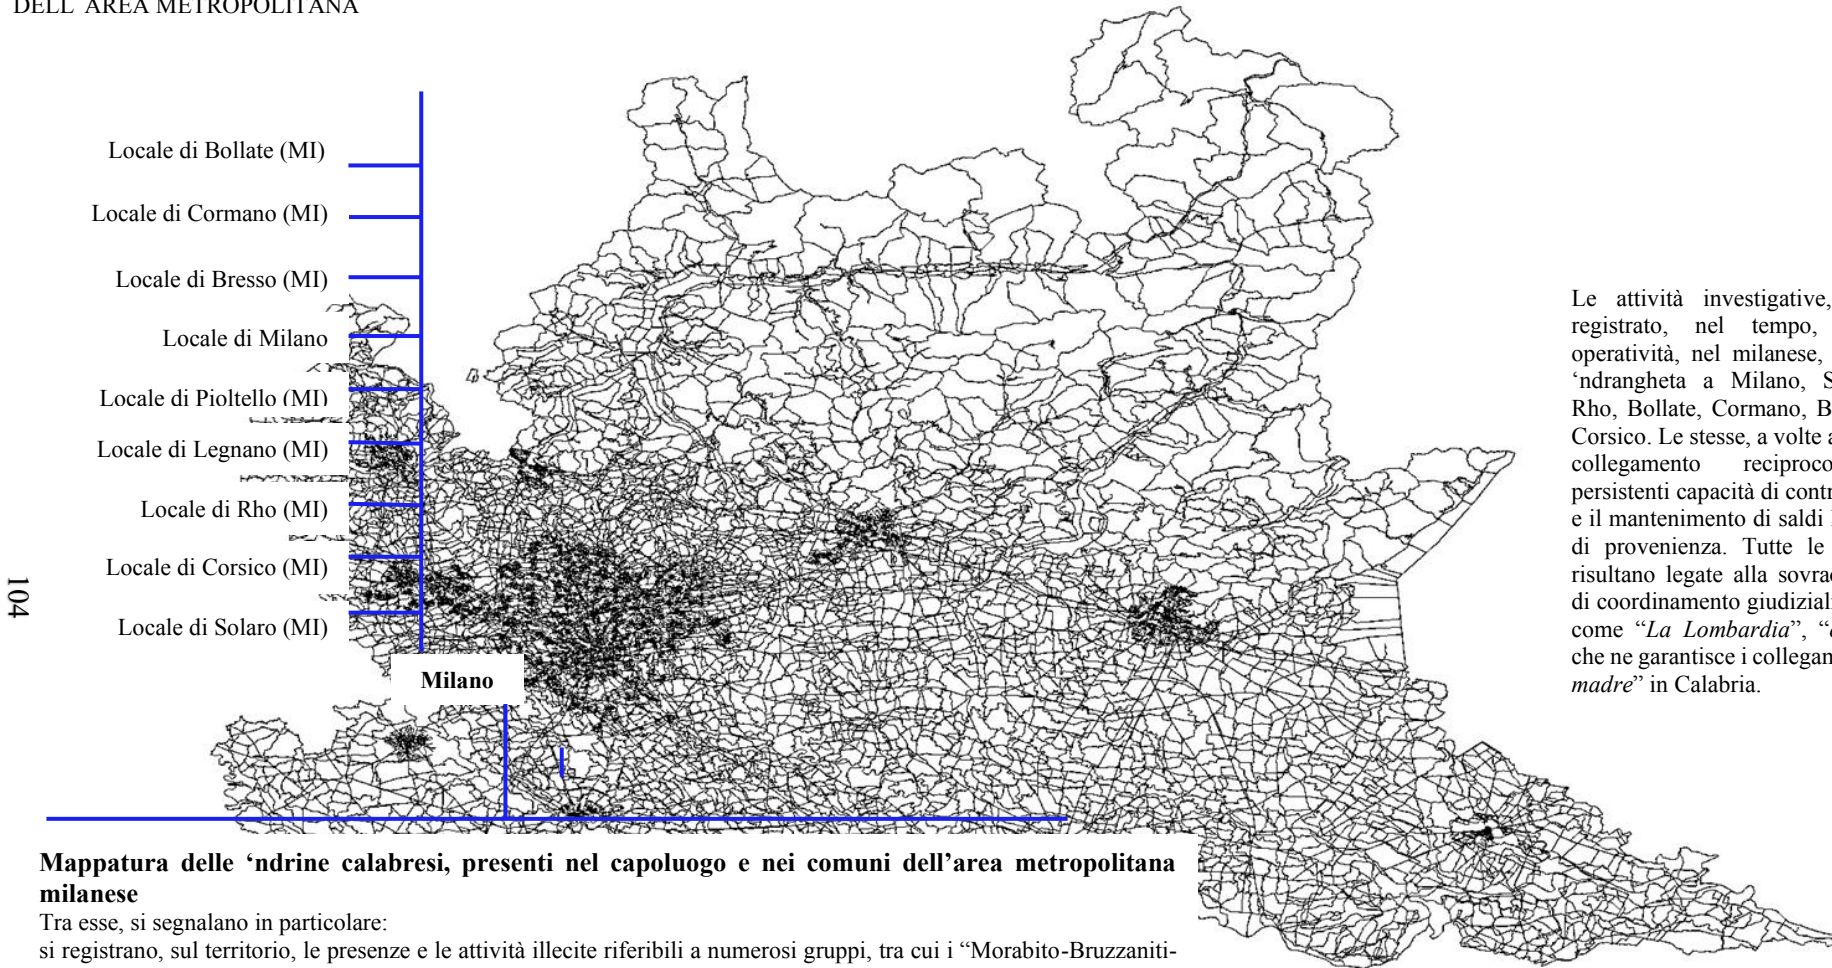 DELL' AREA METROPOLITANA
Locale di Bollate (MI)
Locale di Cormano (MI)
Locale di Bresso (MI)
Locale di Milano
Locale di Pioltello (MI)
Locale di Legnano (MI)
Locale di Rho (MI)
Locale di Corsico (MI)
Locale di Solaro (MI)
Milano
104
Le attività investigative,
registrato, nel tempo,
operatività, nel milanese,
‘ndrangheta a Milano, S
Rho, Bollate, Cormano, B
Corsico. Le stesse, a volte a
collegamento reciproco
persistenti capacità di contr
e il mantenimento di saldi
di provenienza. Tutte le
risultano legate alla sovrac
di coordinamento giudizial
come “La Lombardia”, “
che ne garantisce i collegan
madre” in Calabria.
Mappatura delle ‘ndrine calabresi, presenti nel capoluogo e nei comuni dell’area metropolitana
milanese
Tra esse, si segnalano in particolare:
si registrano, sul territorio, le presenze e le attività illecite riferibili a numerosi gruppi, tra cui i “Morabito-Bruzzaniti-